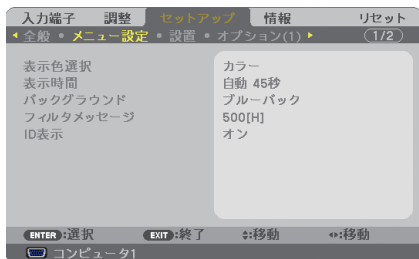 入力端子 調整 セットアップ 情報 リセット
全般 • メニュー設定 • 設置 • オプション(1) 1/2
表示色選択 カラー
表示時間 自動 45秒
バックグラウンド ブルーバック
フィルタメッセージ 500[H]
ID表示 オン
ENTER:選択 EXIT:終了 :移動 :移動
コンピュータ1